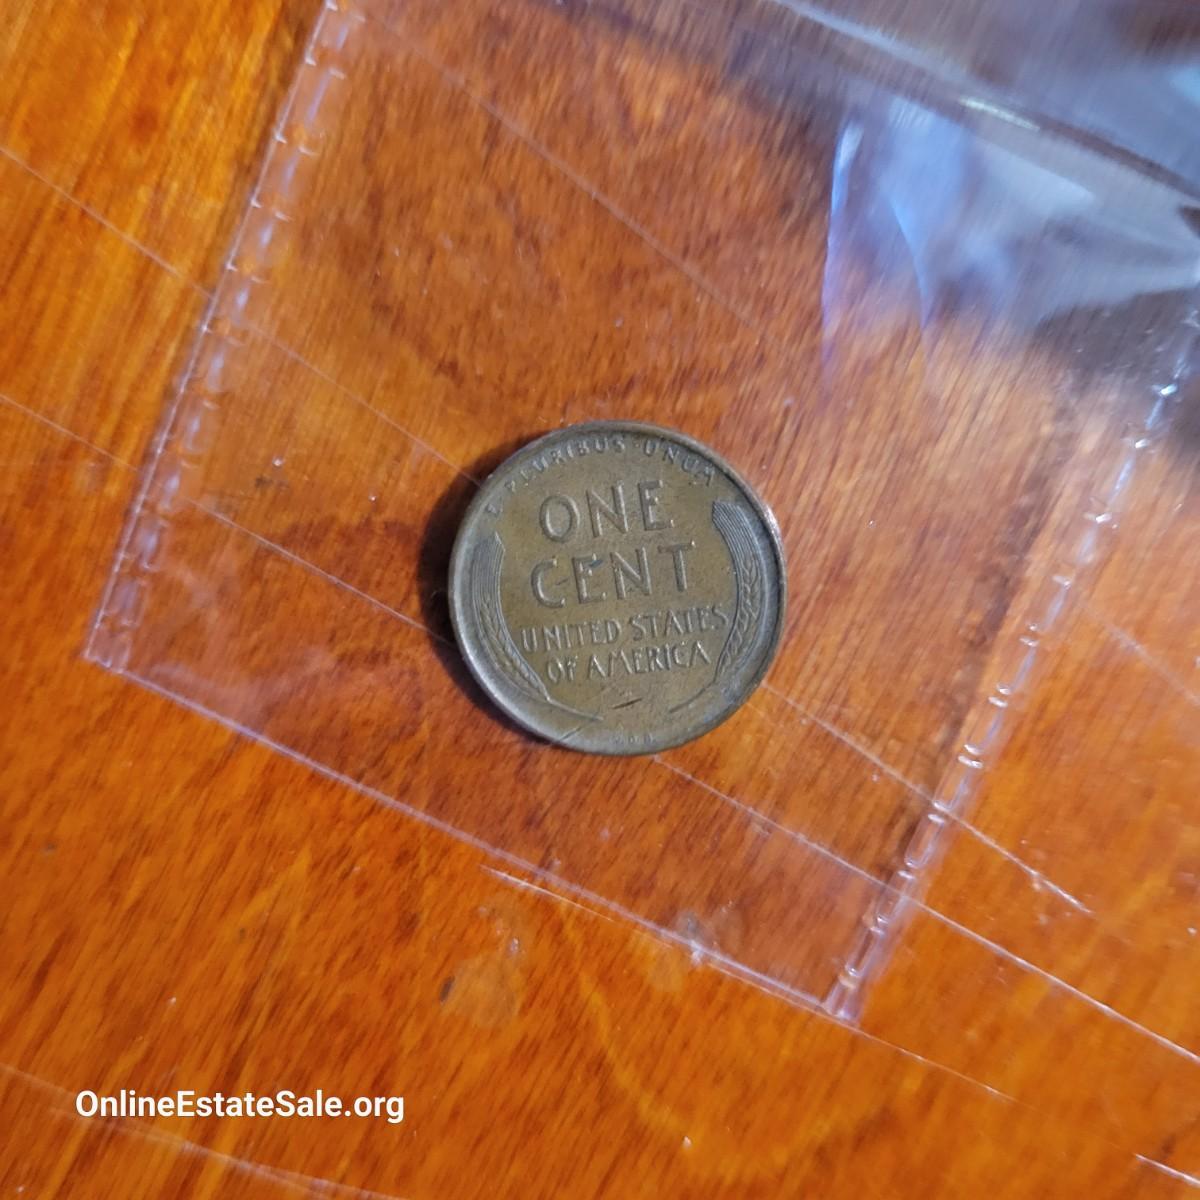 E · PLURIBUS · UNUM
ONE
CENT
UNITED STATES
OF AMERICA
OnlineEstateSale.org